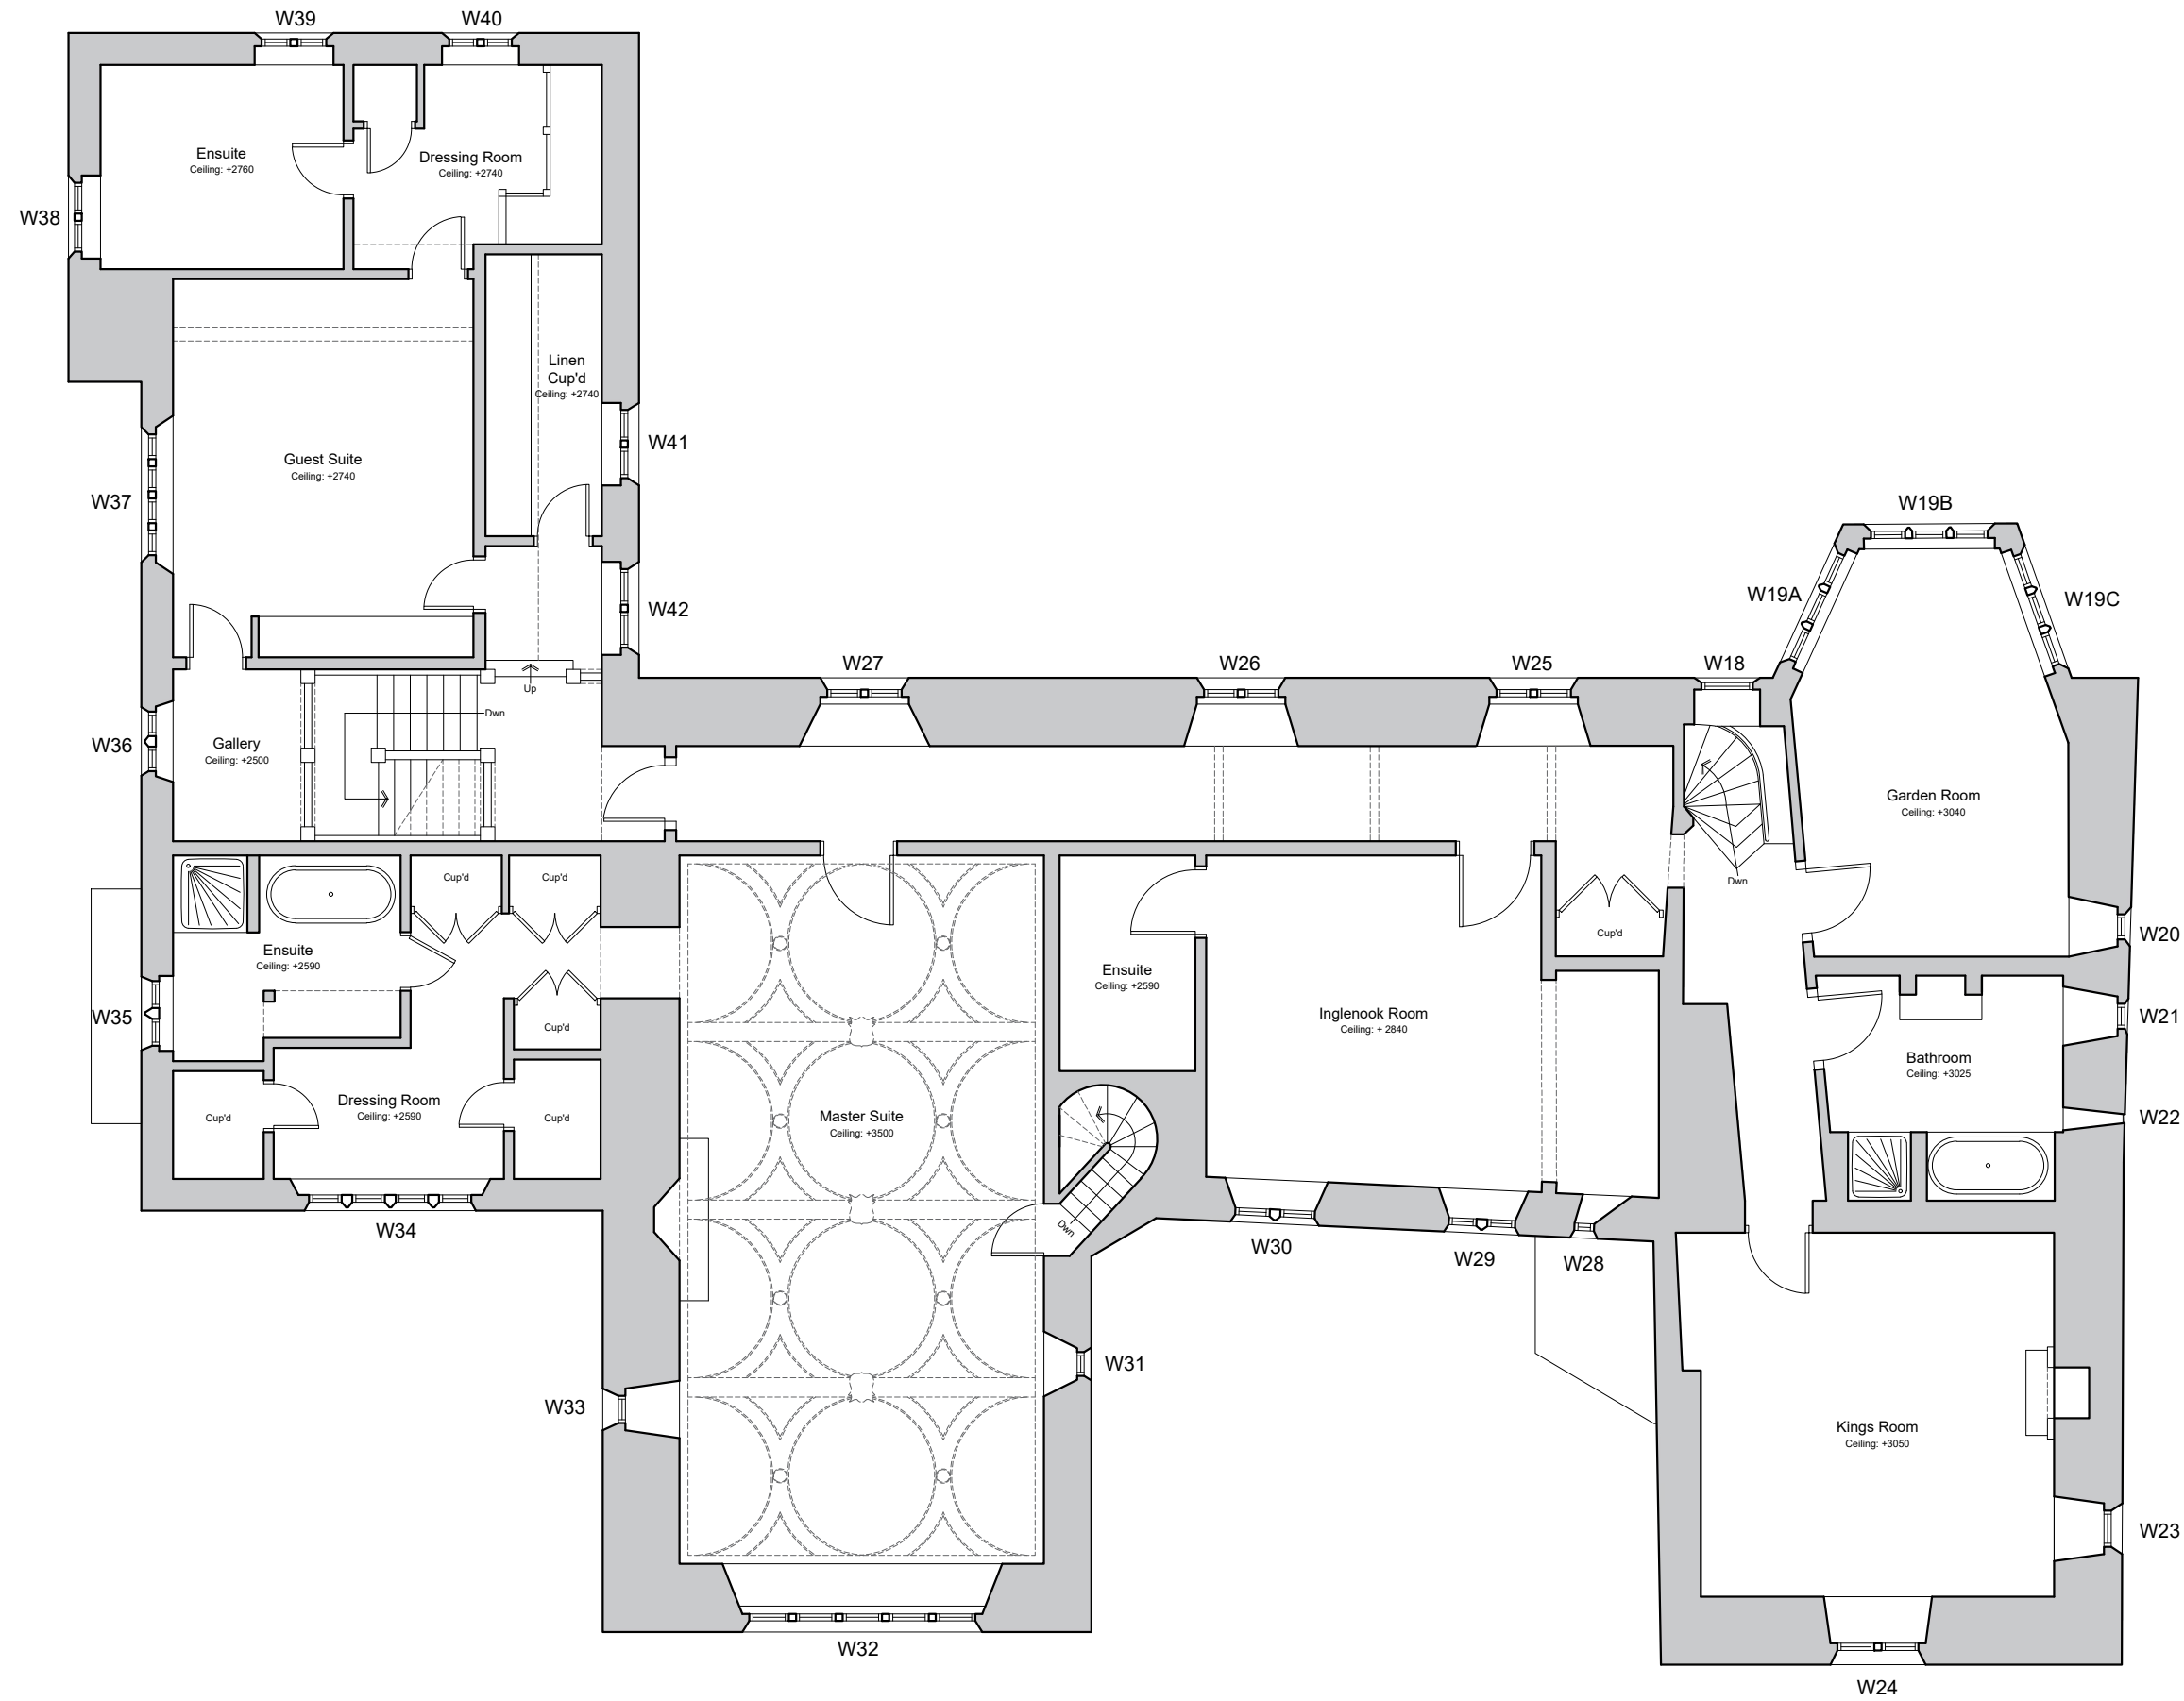 W39
W40
Ensuite
Ceiling: +2760
Dressing Room
Ceiling: +2740
W38
Linen
Cup'd
Ceiling: +2740
W41
Guest Suite
Ceiling: +2740
W37
W42
W19B
W19A
W19C
W27
W26
W25
W18
Up
Dwn
W36
Gallery
Ceiling: +2500
Garden Room
Ceiling: +3040
Cup'd
Cup'd
Dwn
Ensuite
Ceiling: +2590
Cup'd
W20
Ensuite
Ceiling: +2590
W35
Cup'd
Inglenook Room
Ceiling: + 2840
W21
Bathroom
Ceiling: +3025
Dressing Room
Ceiling: +2590
Cup'd
Cup'd
Master Suite
Ceiling: +3500
W22
W34
Dwn
W30
W29
W28
W31
W33
Kings Room
Ceiling: +3050
W23
W32
W24